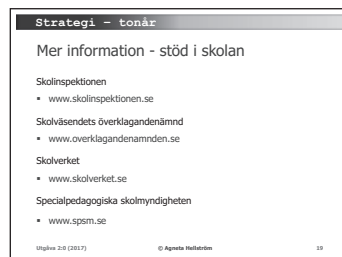 Strategi – tonår
Mer information - stöd i skolan
Skolinspektionen
▪ www.skolinspektionen.se
Skolväsendets överklagandenämnd
▪ www.overklagandenamnden.se
Skolverket
▪ www.skolverket.se
Specialpedagogiska skolmyndigheten
▪ www.spsm.se
Utgåva 2:0 (2017) © Agneta Hellström 19